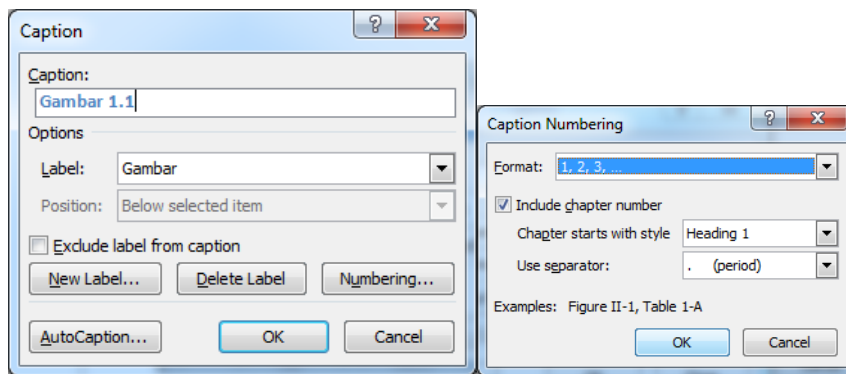 Caption
Caption:
Gambar 1.1
Options
Label: Gambar
Position: Below selected item
Exclude label from caption
New Label... Delete Label Numbering...
AutoCaption... OK Cancel
Caption Numbering
Format: 1, 2, 3, ...
Include chapter number
Chapter starts with style Heading 1
Use separator: . (period)
Examples: Figure II-1, Table 1-A
OK Cancel